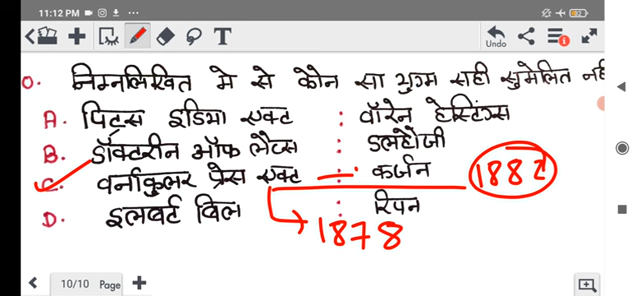 11:12 PM
Undo
0. निम्नलिखित मे से कौन सा युग्म सही सुमेलित नही
A. पिट्स इंडिया एक्ट : वॉरेन हेस्टिंग्स
B. डॉक्टरीन ऑफ लैप्स : डलहौजी
C. वर्नाकुलर प्रेस एक्ट : कर्जन 1882
D. इलबर्ट बिल : रिपन
1878
10/10 Page